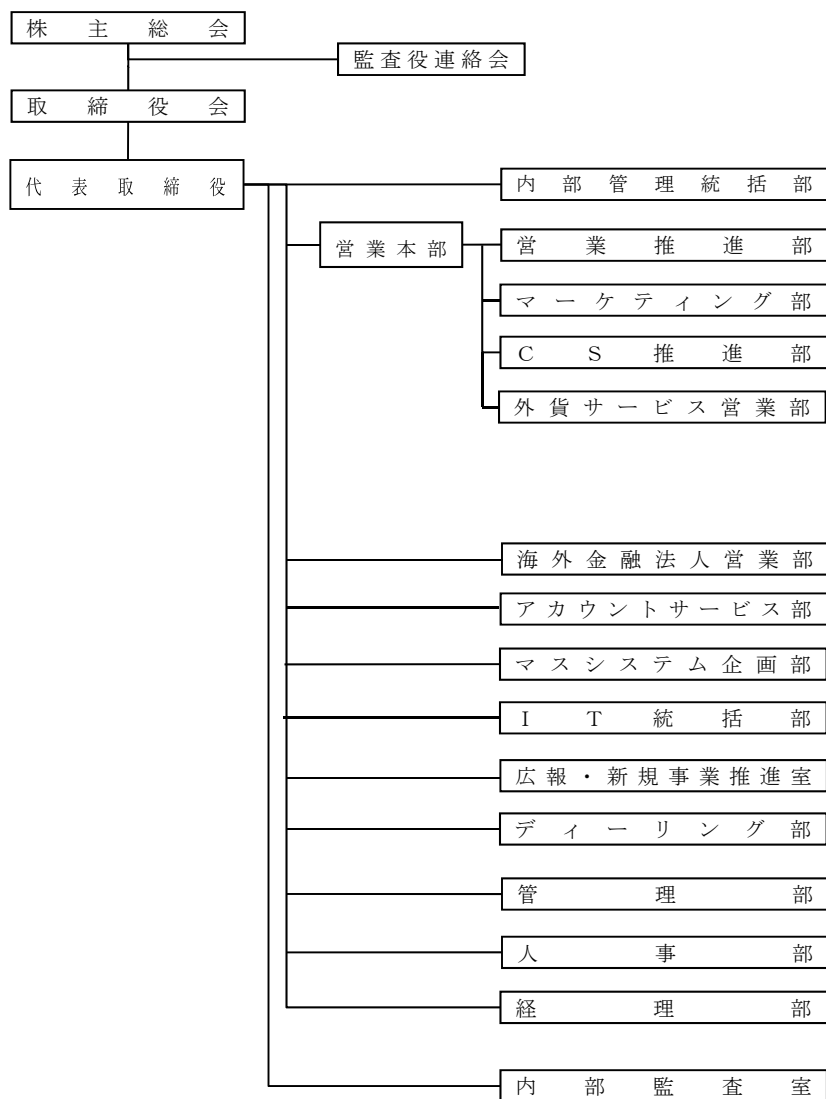 株主総会
監査役連絡会
取締役会
代表取締役
内部管理統括部
営業本部
営業推進部
マーケティング部
CS推進部
外貨サービス営業部
海外金融法人営業部
アカウントサービス部
マスシステム企画部
IT統括部
広報・新規事業推進室
ディーリング部
管理部
人事部
経理部
内部監査室